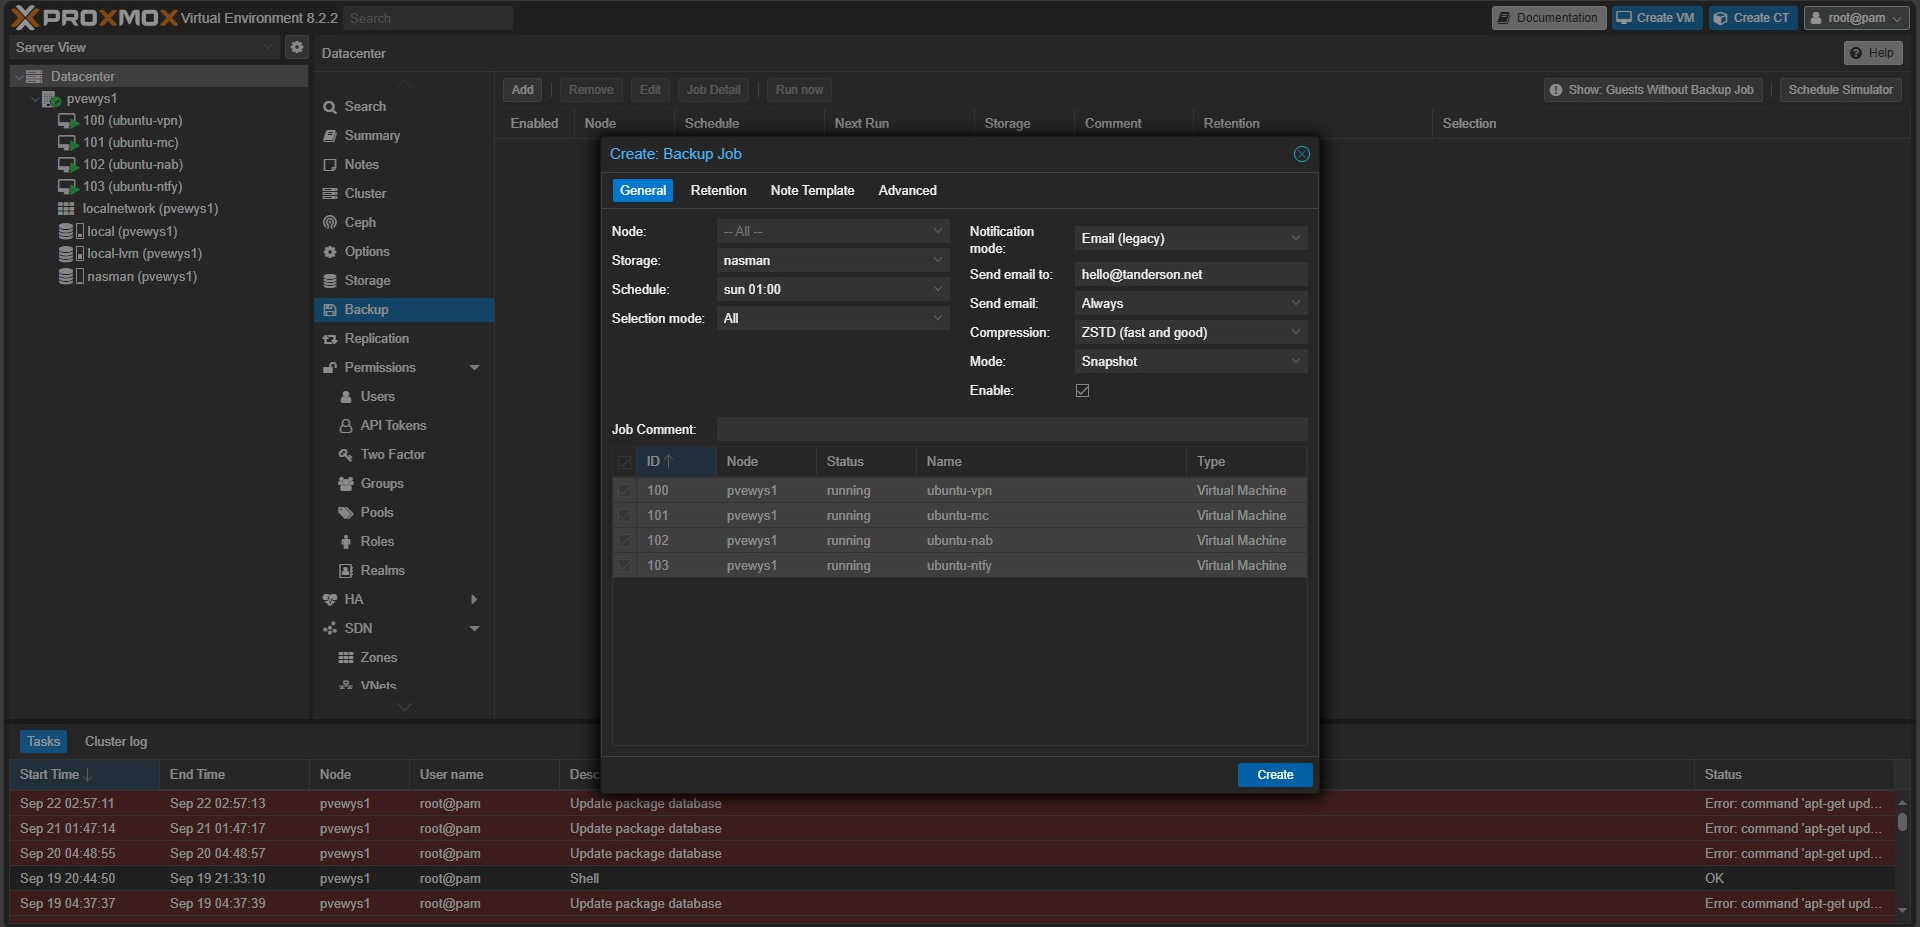 PROXMOX Virtual Environment 8.2.2 Search Documentation Create VM Create CT root@pam
Server View
Datacenter
Help
Datacenter
pvewys1
100 (ubuntu-vpn)
101 (ubuntu-mc)
102 (ubuntu-nab)
103 (ubuntu-ntfy)
localnetwork (pvewys1)
local (pvewys1)
local-lvm (pvewys1)
nasman (pvewys1)
Search
Summary
Notes
Cluster
Ceph
Options
Storage
Backup
Replication
Permissions
Users
API Tokens
Two Factor
Groups
Pools
Roles
Realms
HA
SDN
Zones
VNets
Add Remove Edit Job Detail Run now Show: Guests Without Backup Job Schedule Simulator
Enabled Node Schedule Next Run Storage Comment Retention Selection
Create: Backup Job
General Retention Note Template Advanced
Node: -- All --
Storage: nasman
Schedule: sun 01:00
Selection mode: All
Notification mode: Email (legacy)
Send email to: hello@tanderson.net
Send email: Always
Compression: ZSTD (fast and good)
Mode: Snapshot
Enable:
Job Comment:
ID Node Status Name Type
100 pvewys1 running ubuntu-vpn Virtual Machine
101 pvewys1 running ubuntu-mc Virtual Machine
102 pvewys1 running ubuntu-nab Virtual Machine
103 pvewys1 running ubuntu-ntfy Virtual Machine
Create
Tasks Cluster log
Start Time End Time Node User name Desc Status
Sep 22 02:57:11 Sep 22 02:57:13 pvewys1 root@pam Update package database Error: command 'apt-get upd...
Sep 21 01:47:14 Sep 21 01:47:17 pvewys1 root@pam Update package database Error: command 'apt-get upd...
Sep 20 04:48:55 Sep 20 04:48:57 pvewys1 root@pam Update package database Error: command 'apt-get upd...
Sep 19 20:44:50 Sep 19 21:33:10 pvewys1 root@pam Shell OK
Sep 19 04:37:37 Sep 19 04:37:39 pvewys1 root@pam Update package database Error: command 'apt-get upd...